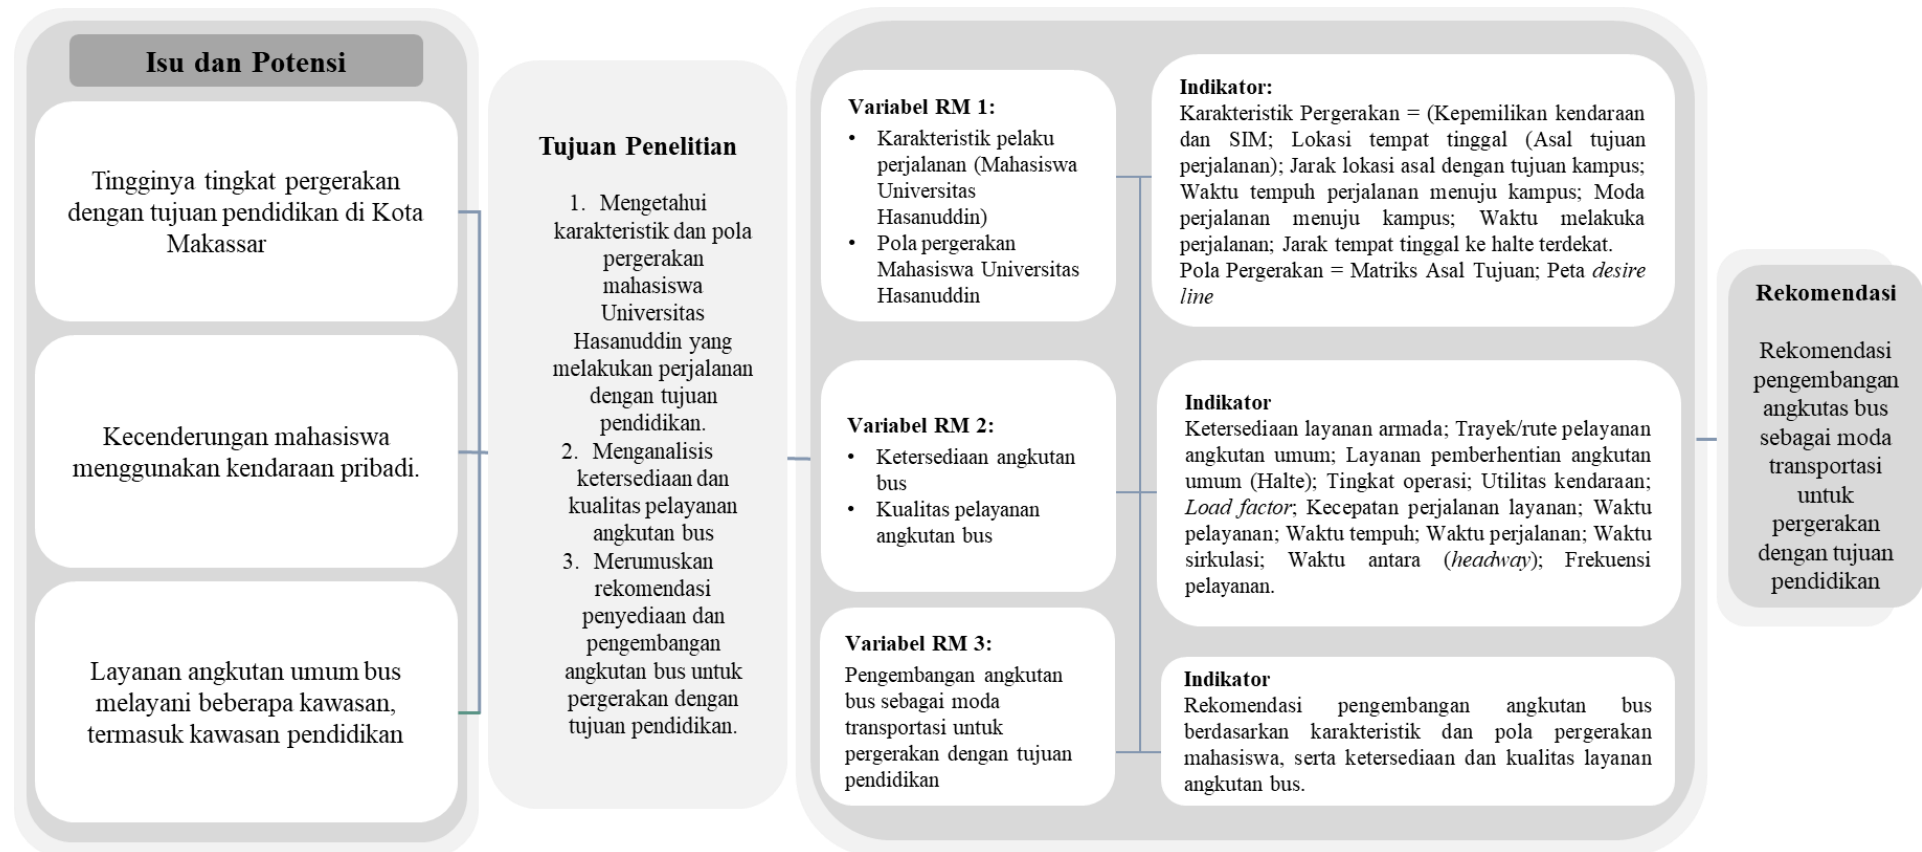 Isu dan Potensi
Tingginya tingkat pergerakan
dengan tujuan pendidikan di Kota
Makassar
Kecenderungan mahasiswa
menggunakan kendaraan pribadi.
Layanan angkutan umum bus
melayani beberapa kawasan,
termasuk kawasan pendidikan
Tujuan Penelitian
1. Mengetahui
karakteristik dan pola
pergerakan
mahasiswa
Universitas
Hasanuddin yang
melakukan perjalanan
dengan tujuan
pendidikan.
2. Menganalisis
ketersediaan dan
kualitas pelayanan
angkutan bus
3. Merumuskan
rekomendasi
penyediaan dan
pengembangan
angkutan bus untuk
pergerakan dengan
tujuan pendidikan.
Variabel RM 1:
• Karakteristik pelaku
perjalanan (Mahasiswa
Universitas
Hasanuddin)
• Pola pergerakan
Mahasiswa Universitas
Hasanuddin
Indikator:
Karakteristik Pergerakan = (Kepemilikan kendaraan
dan SIM; Lokasi tempat tinggal (Asal tujuan
perjalanan); Jarak lokasi asal dengan tujuan kampus;
Waktu tempuh perjalanan menuju kampus; Moda
perjalanan menuju kampus; Waktu melakuka
perjalanan; Jarak tempat tinggal ke halte terdekat.
Pola Pergerakan = Matriks Asal Tujuan; Peta desire
line
Variabel RM 2:
• Ketersediaan angkutan
bus
• Kualitas pelayanan
angkutan bus
Indikator
Ketersediaan layanan armada; Trayek/rute pelayanan
angkutan umum; Layanan pemberhentian angkutan
umum (Halte); Tingkat operasi; Utilitas kendaraan;
Load factor; Kecepatan perjalanan layanan; Waktu
pelayanan; Waktu tempuh; Waktu perjalanan; Waktu
sirkulasi; Waktu antara (headway); Frekuensi
pelayanan.
Variabel RM 3:
Pengembangan angkutan
bus sebagai moda
transportasi untuk
pergerakan dengan tujuan
pendidikan
Indikator
Rekomendasi pengembangan angkutan bus
berdasarkan karakteristik dan pola pergerakan
mahasiswa, serta ketersediaan dan kualitas layanan
angkutan bus.
Rekomendasi
Rekomendasi
pengembangan
angkutas bus
sebagai moda
transportasi
untuk
pergerakan
dengan tujuan
pendidikan